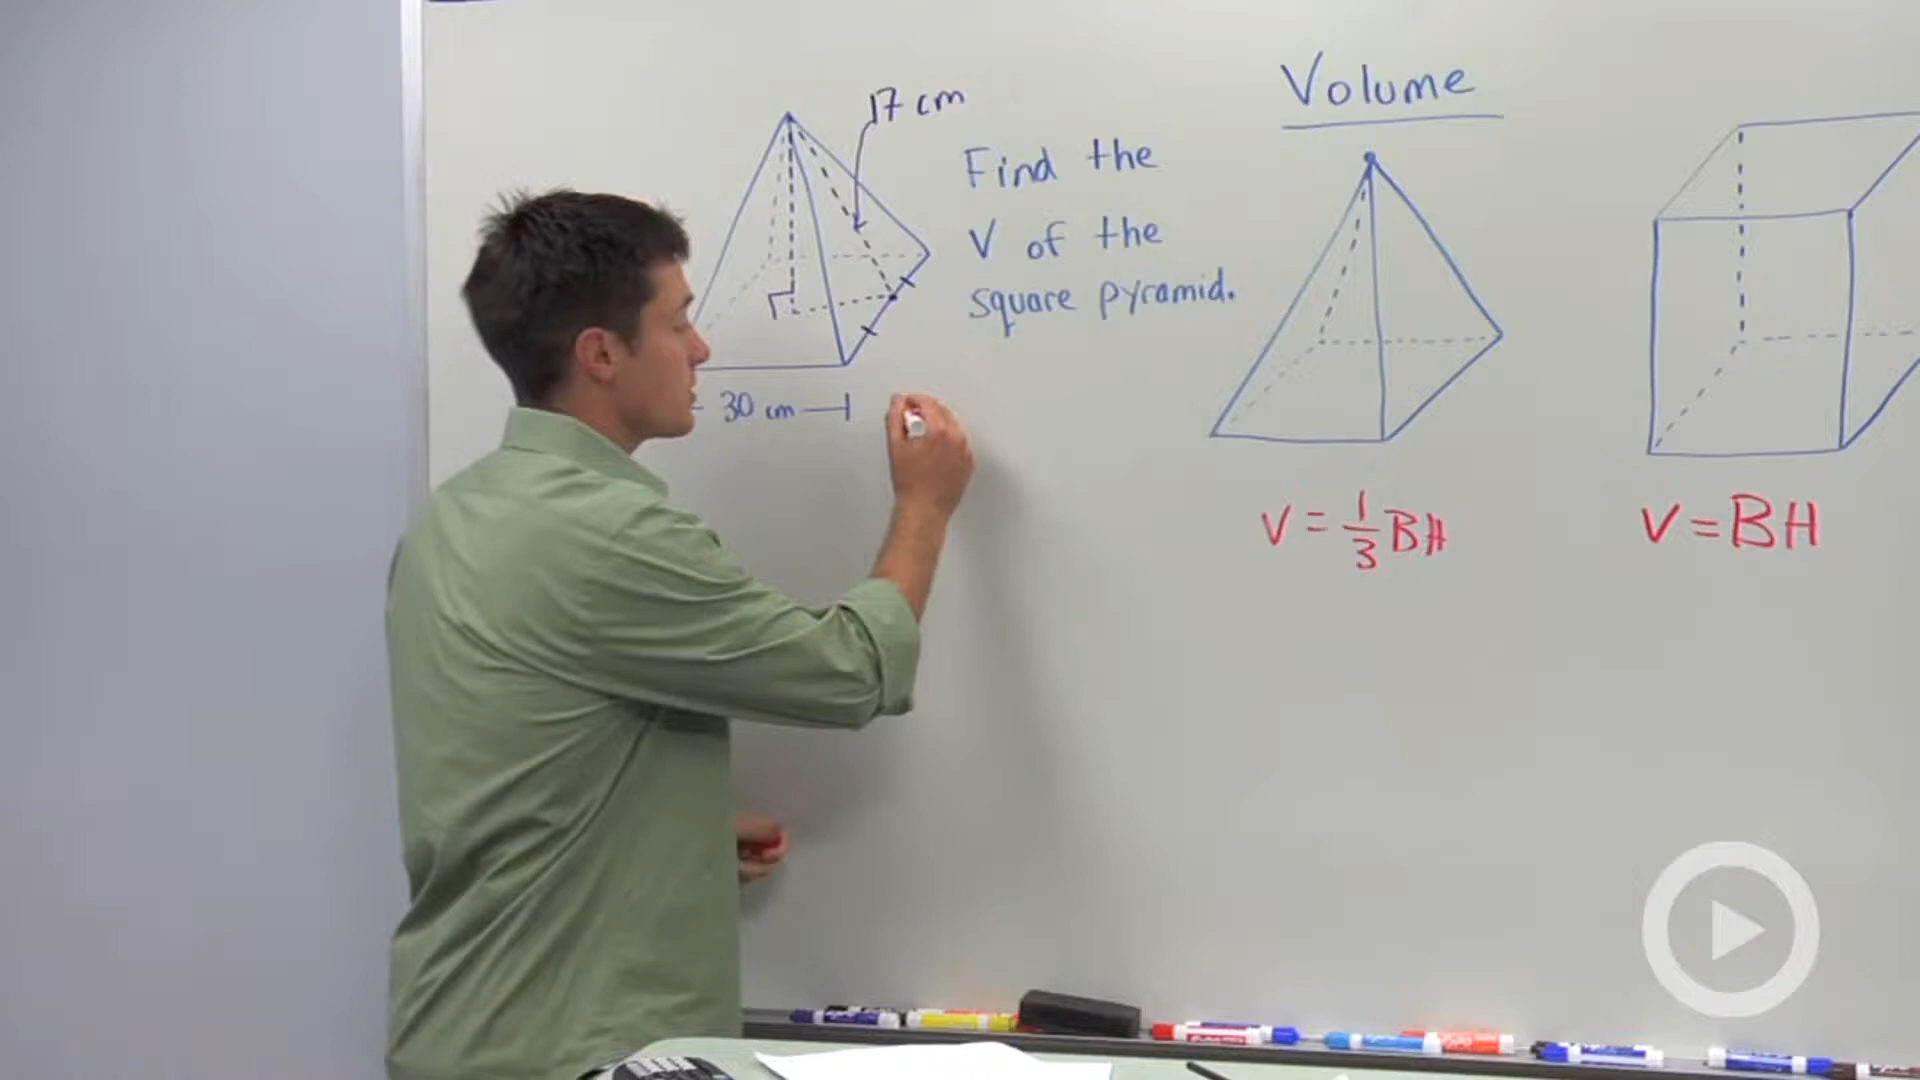 17 cm
Find the
V of the
square pyramid.
30 cm
Volume
V = 1/3 BH
V = BH